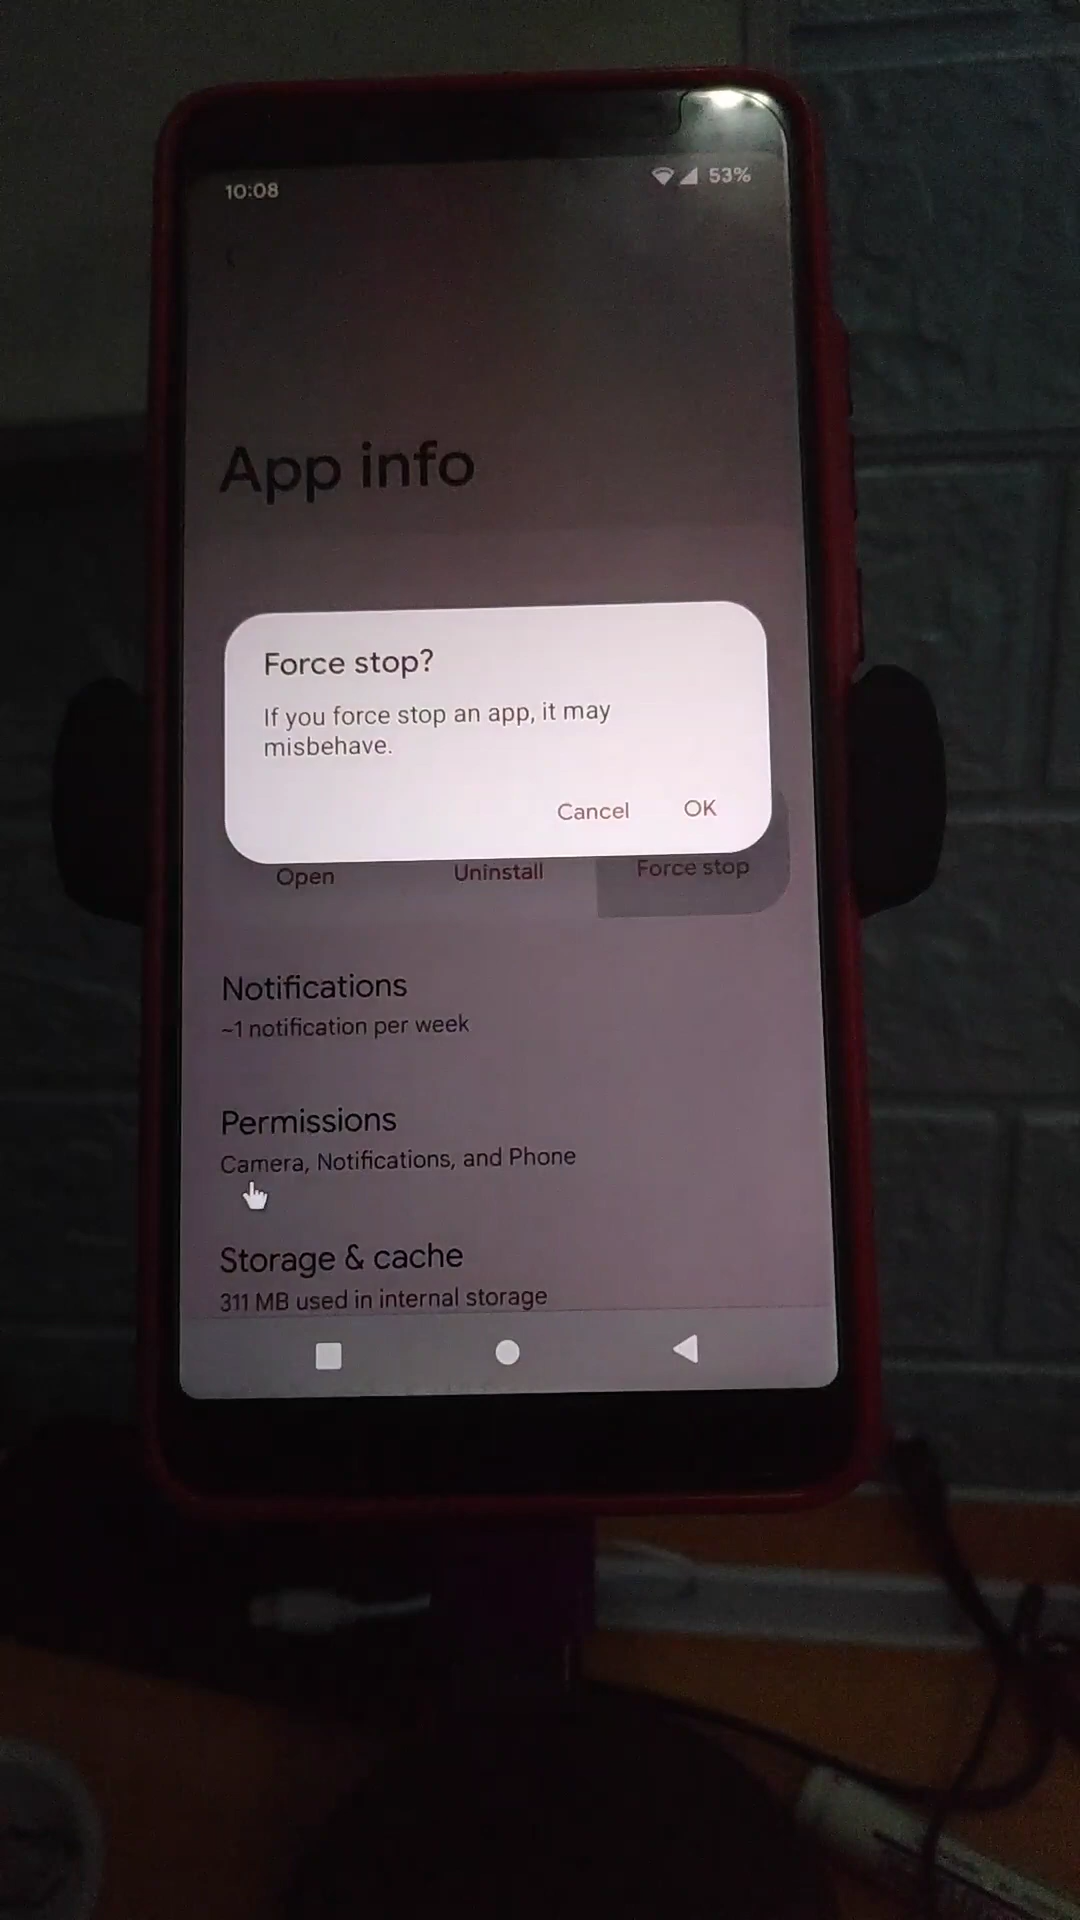 10:08
53%
App info
Force stop?
If you force stop an app, it may
misbehave.
Cancel
OK
Open
Uninstall
Force stop
Notifications
~1 notification per week
Permissions
Camera, Notifications, and Phone
Storage & cache
311 MB used in internal storage